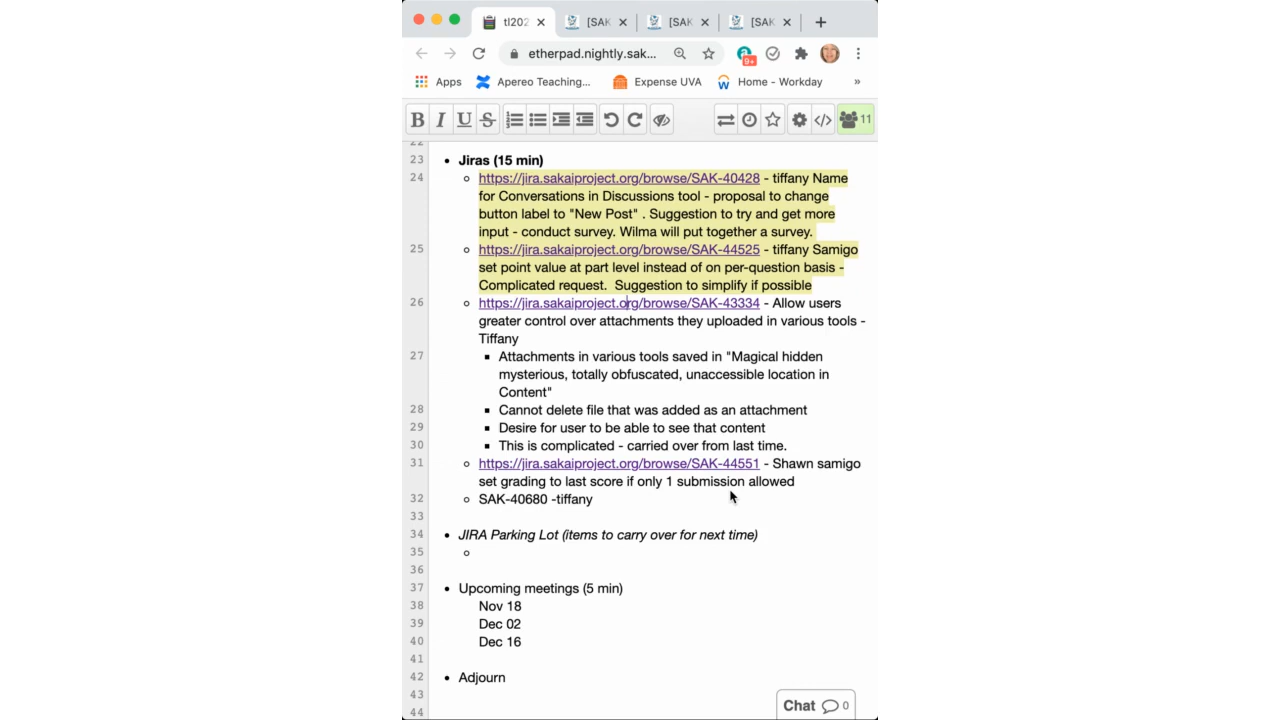 tl202
[SAK
[SAK
[SAK
etherpad.nightly.sak...
9+
Apps
Apereo Teaching...
Expense UVA
Home - Workday
»
B I U S
11
22
23 Jiras (15 min)
24 https://jira.sakaiproject.org/browse/SAK-40428 - tiffany Name
for Conversations in Discussions tool - proposal to change
button label to "New Post" . Suggestion to try and get more
input - conduct survey. Wilma will put together a survey.
25 https://jira.sakaiproject.org/browse/SAK-44525 - tiffany Samigo
set point value at part level instead of on per-question basis -
Complicated request. Suggestion to simplify if possible
26 https://jira.sakaiproject.org/browse/SAK-43334 - Allow users
greater control over attachments they uploaded in various tools -
Tiffany
27 Attachments in various tools saved in "Magical hidden
mysterious, totally obfuscated, unaccessible location in
Content"
28 Cannot delete file that was added as an attachment
29 Desire for user to be able to see that content
30 This is complicated - carried over from last time.
31 https://jira.sakaiproject.org/browse/SAK-44551 - Shawn samigo
set grading to last score if only 1 submission allowed
32 SAK-40680 -tiffany
33
34 JIRA Parking Lot (items to carry over for next time)
35
36
37 Upcoming meetings (5 min)
38 Nov 18
39 Dec 02
40 Dec 16
41
42 Adjourn
43
44
Chat 0